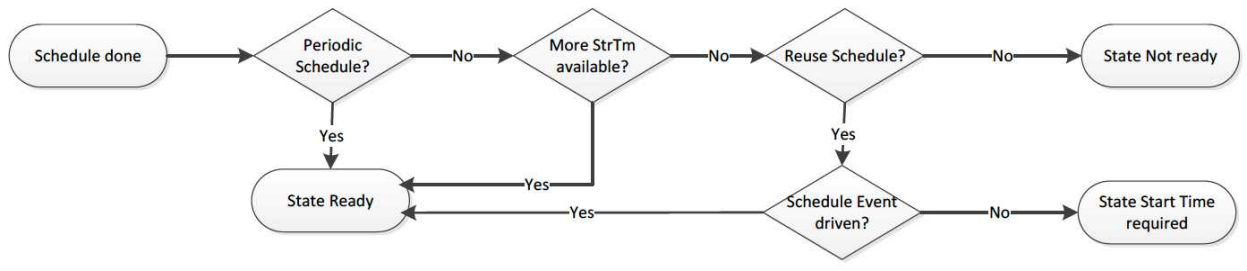 Schedule done
Periodic
Schedule?
No
More StrTm
available?
No
Reuse Schedule?
No
State Not ready
Yes
Yes
State Ready
Yes
Yes
Schedule Event
driven?
No
State Start Time
required